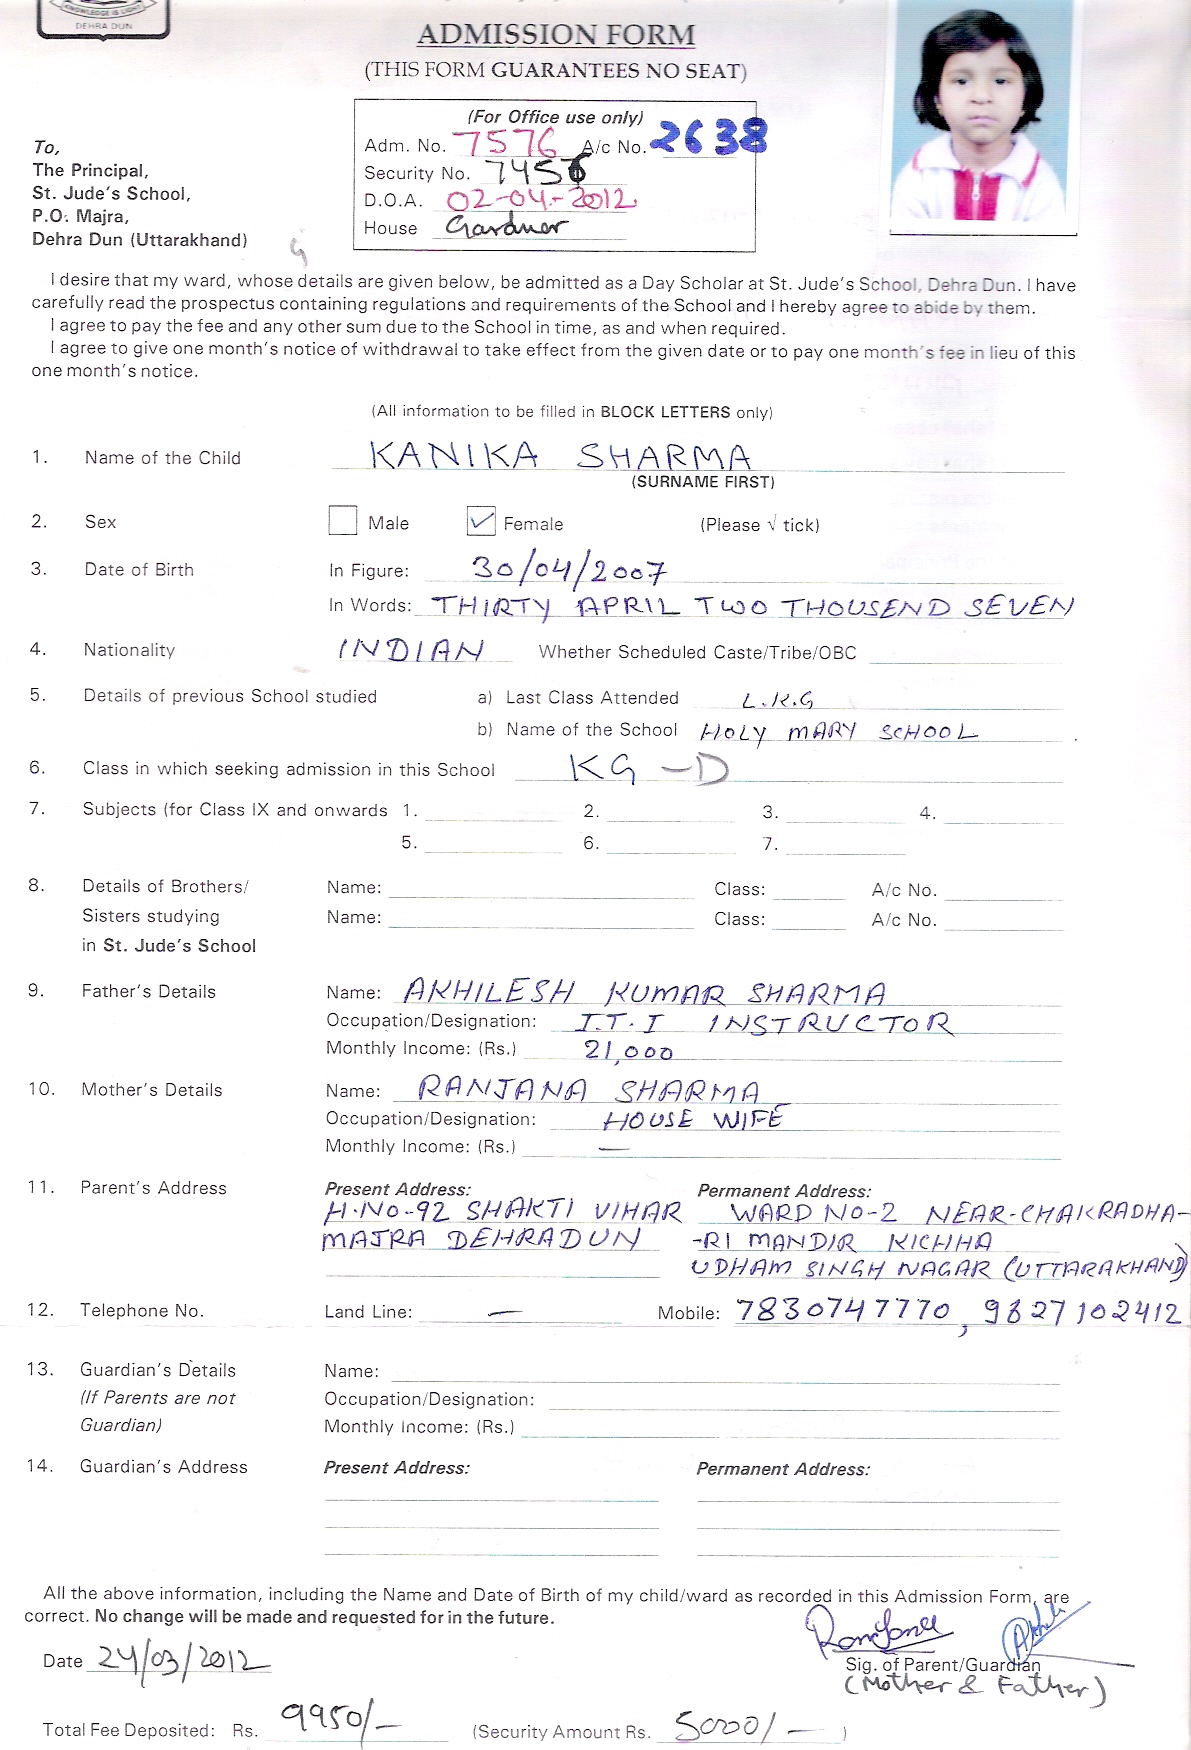 KNOWLEDGE IS LIGHT
DEHRA DUN
ADMISSION FORM
(THIS FORM GUARANTEES NO SEAT)
(For Office use only)
Adm. No. 7576 A/c No. 2638
Security No. 7456
D.O.A. 02-04-2012
House Gardner
To,
The Principal,
St. Jude's School,
P.O. Majra,
Dehra Dun (Uttarakhand)
I desire that my ward, whose details are given below, be admitted as a Day Scholar at St. Jude's School, Dehra Dun. I have
carefully read the prospectus containing regulations and requirements of the School and I hereby agree to abide by them.
I agree to pay the fee and any other sum due to the School in time, as and when required.
I agree to give one month's notice of withdrawal to take effect from the given date or to pay one month's fee in lieu of this
one month's notice.
(All information to be filled in BLOCK LETTERS only)
1. Name of the Child KANIKA SHARMA
(SURNAME FIRST)
2. Sex Male ✓ Female (Please √ tick)
3. Date of Birth In Figure: 30/04/2007
In Words: THIRTY APRIL TWO THOUSEND SEVEN
4. Nationality INDIAN Whether Scheduled Caste/Tribe/OBC
5. Details of previous School studied a) Last Class Attended L.K.G
b) Name of the School HOLY MARY SCHOOL
6. Class in which seeking admission in this School KG -D
7. Subjects (for Class IX and onwards 1. 2. 3. 4.
5. 6. 7.
8. Details of Brothers/ Name: Class: A/c No.
Sisters studying Name: Class: A/c No.
in St. Jude's School
9. Father's Details Name: AKHILESH KUMAR SHARMA
Occupation/Designation: I.T.I INSTRUCTOR
Monthly Income: (Rs.) 21,000
10. Mother's Details Name: RANJANA SHARMA
Occupation/Designation: HOUSE WIFE
Monthly Income: (Rs.) —
11. Parent's Address Present Address: Permanent Address:
H.NO-92 SHAKTI VIHAR WARD NO-2 NEAR-CHAKRADHA-
MAJRA DEHRADUN -RI MANDIR KICHHA
UDHAM SINGH NAGAR (UTTARAKHAND)
12. Telephone No. Land Line: — Mobile: 7830747770, 9827102412
13. Guardian's Details Name:
(If Parents are not Occupation/Designation:
Guardian) Monthly Income: (Rs.)
14. Guardian's Address Present Address: Permanent Address:
All the above information, including the Name and Date of Birth of my child/ward as recorded in this Admission Form, are
correct. No change will be made and requested for in the future.
Date 24/03/2012
Sig. of Parent/Guardian
(Mother & Father)
Total Fee Deposited: Rs. 9950/- (Security Amount Rs. 5000/- )